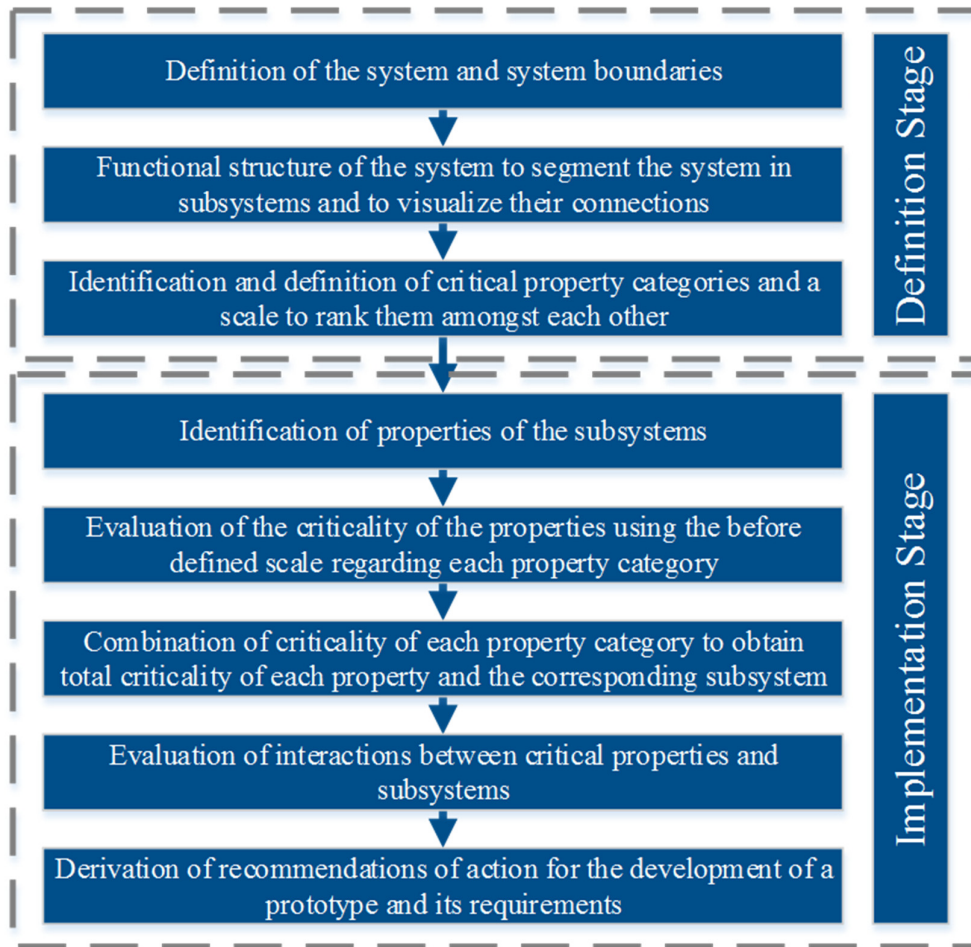 Definition of the system and system boundaries
Functional structure of the system to segment the system in
subsystems and to visualize their connections
Identification and definition of critical property categories and a
scale to rank them amongst each other
Definition Stage
Identification of properties of the subsystems
Evaluation of the criticality of the properties using the before
defined scale regarding each property category
Combination of criticality of each property category to obtain
total criticality of each property and the corresponding subsystem
Evaluation of interactions between critical properties and
subsystems
Derivation of recommendations of action for the development of a
prototype and its requirements
Implementation Stage